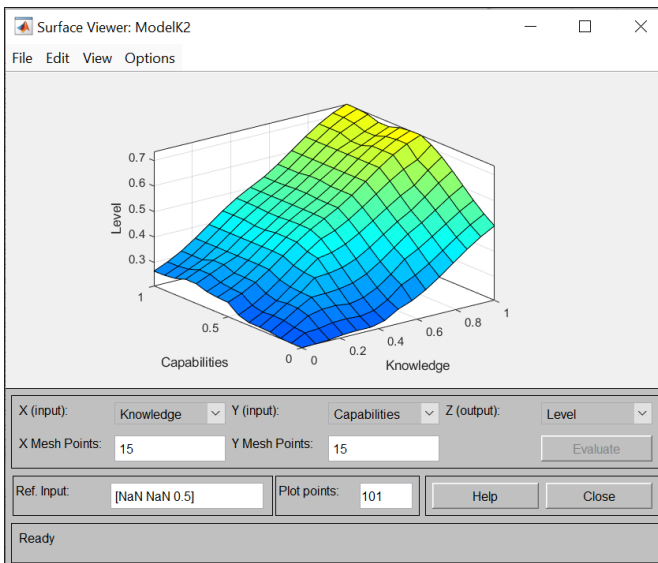 Surface Viewer: ModelK2
File Edit View Options
0.7
0.6
0.5
0.4
0.3
Level
1
0.5
0
Capabilities
0
0.2
0.4
0.6
0.8
1
Knowledge
X (input): Knowledge Y (input): Capabilities Z (output): Level
X Mesh Points: 15 Y Mesh Points: 15 Evaluate
Ref. Input: [NaN NaN 0.5] Plot points: 101 Help Close
Ready